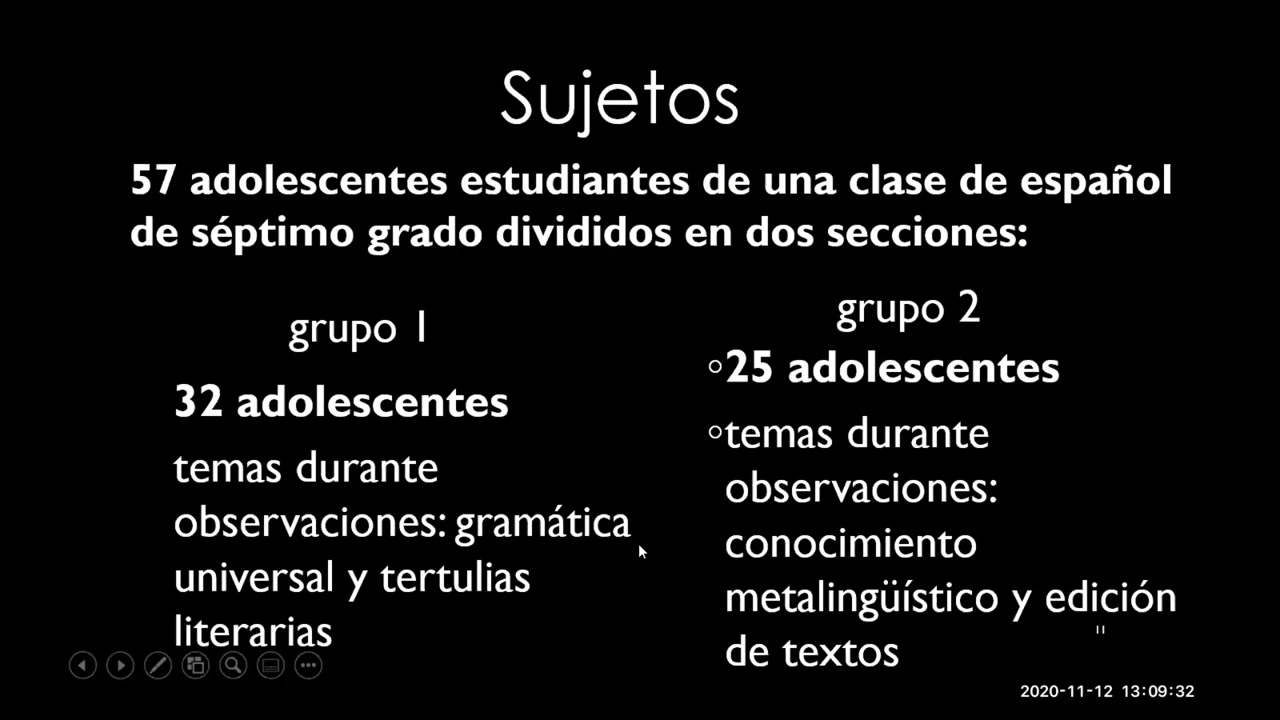 Sujetos
57 adolescentes estudiantes de una clase de español
de séptimo grado divididos en dos secciones:
grupo 1
32 adolescentes
temas durante
observaciones: gramática
universal y tertulias
literarias
grupo 2
25 adolescentes
temas durante
observaciones:
conocimiento
metalingüístico y edición
de textos
"
2020-11-12 13:09:32